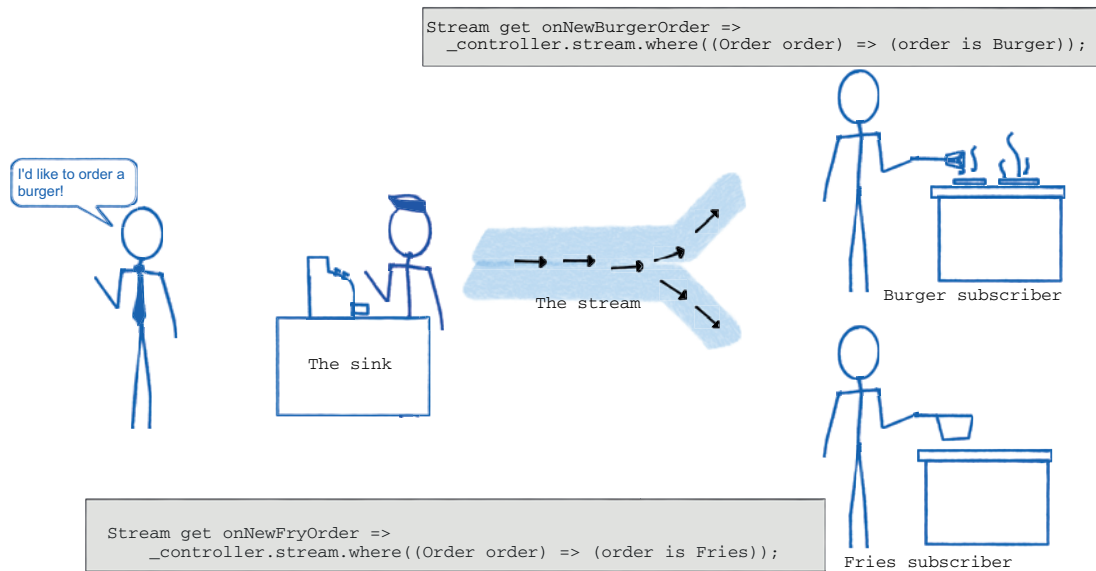 Stream get onNewBurgerOrder =>
_controller.stream.where((Order order) => (order is Burger));
I'd like to order a
burger!
The stream
Burger subscriber
The sink
Stream get onNewFryOrder =>
_controller.stream.where((Order order) => (order is Fries));
Fries subscriber